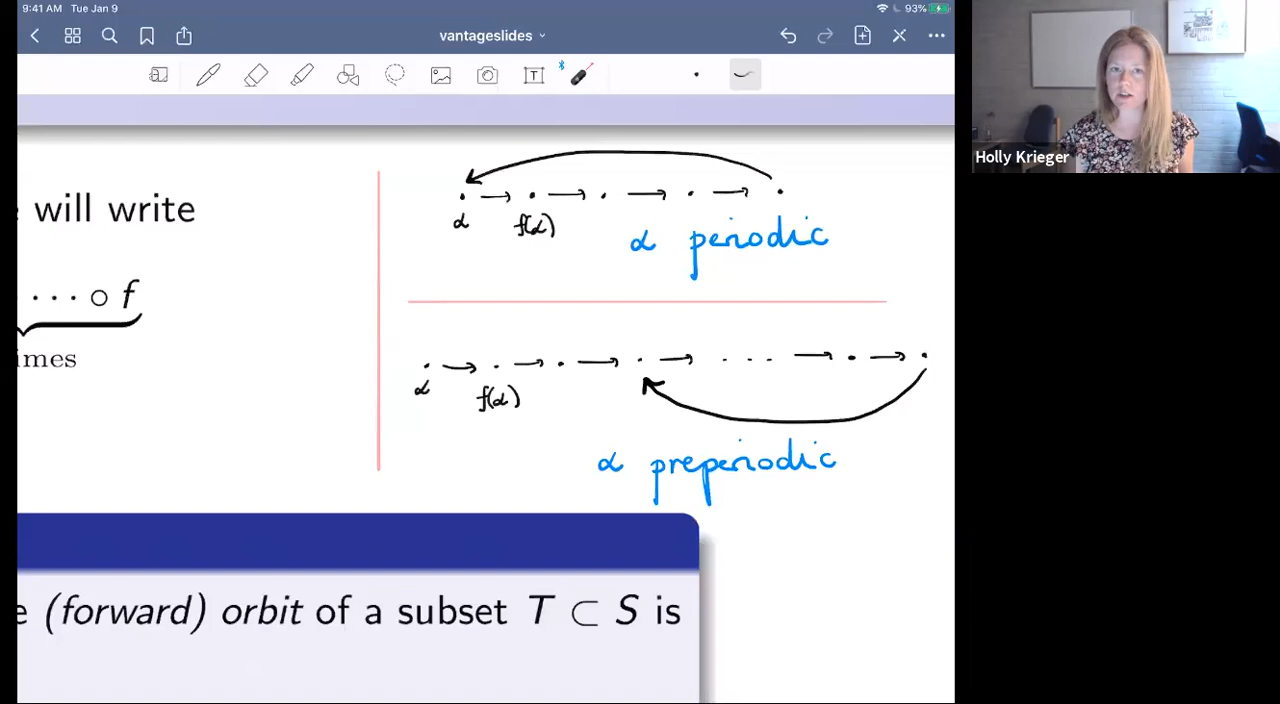 9:41 AM Tue Jan 9
93%
vantageslides
T
Holly Krieger
will write
⋯ ∘ f
imes
α f(α)
α periodic
α f(α)
α preperiodic
e (forward) orbit of a subset T ⊂ S is